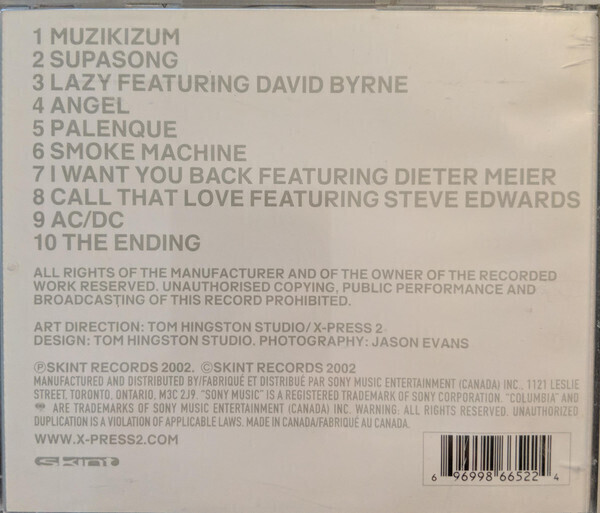 1 MUZIKIZUM
2 SUPASONG
3 LAZY FEATURING DAVID BYRNE
4 ANGEL
5 PALENQUE
6 SMOKE MACHINE
7 I WANT YOU BACK FEATURING DIETER MEIER
8 CALL THAT LOVE FEATURING STEVE EDWARDS
9 AC/DC
10 THE ENDING
ALL RIGHTS OF THE MANUFACTURER AND OF THE OWNER OF THE RECORDED
WORK RESERVED. UNAUTHORISED COPYING, PUBLIC PERFORMANCE AND
BROADCASTING OF THIS RECORD PROHIBITED.
ART DIRECTION: TOM HINGSTON STUDIO/ X-PRESS 2
DESIGN: TOM HINGSTON STUDIO. PHOTOGRAPHY: JASON EVANS
℗SKINT RECORDS 2002. ©SKINT RECORDS 2002
MANUFACTURED AND DISTRIBUTED BY/FABRIQUÉ ET DISTRIBUÉ PAR SONY MUSIC ENTERTAINMENT (CANADA) INC., 1121 LESLIE
STREET, TORONTO, ONTARIO, M3C 2J9. "SONY MUSIC" IS A REGISTERED TRADEMARK OF SONY CORPORATION. "COLUMBIA" AND
ARE TRADEMARKS OF SONY MUSIC ENTERTAINMENT (CANADA) INC. WARNING. ALL RIGHTS RESERVED. UNAUTHORIZED
DUPLICATION IS A VIOLATION OF APPLICABLE LAWS. MADE IN CANADA/FABRIQUÉ AU CANADA.
WWW.X-PRESS2.COM
skint
6 96998 66522 4